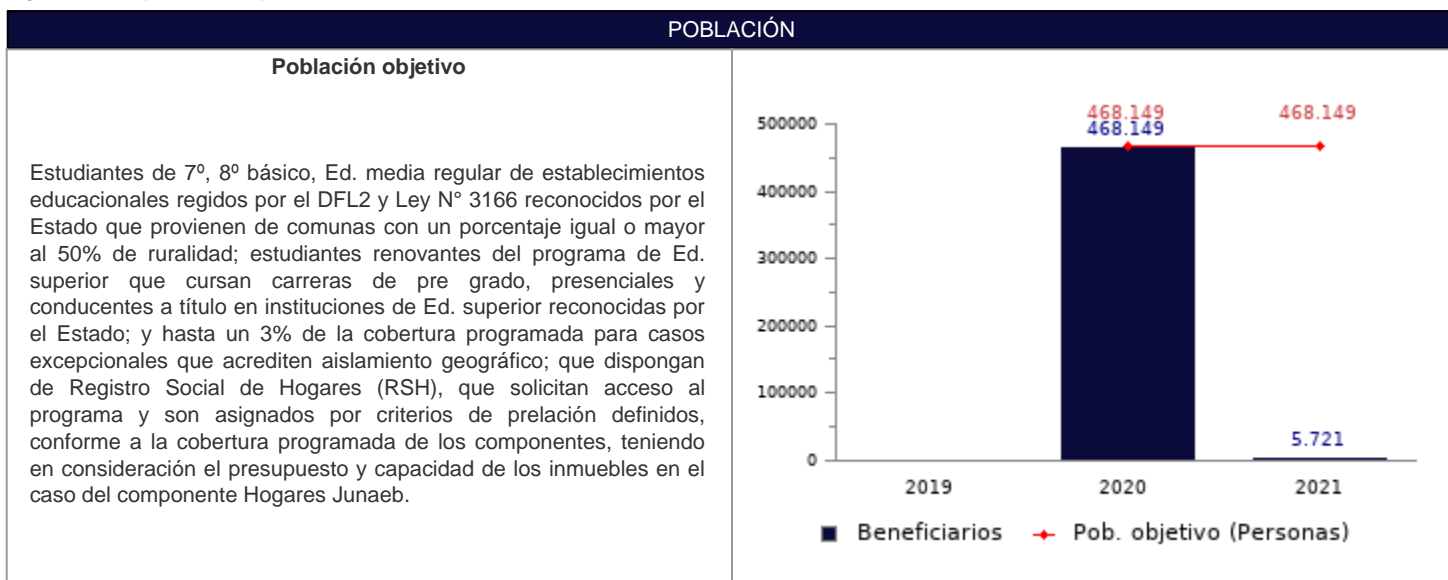 POBLACIÓN
Población objetivo
Estudiantes de 7º, 8º básico, Ed. media regular de establecimientos
educacionales regidos por el DFL2 y Ley N° 3166 reconocidos por el
Estado que provienen de comunas con un porcentaje igual o mayor
al 50% de ruralidad; estudiantes renovantes del programa de Ed.
superior que cursan carreras de pre grado, presenciales y
conducentes a título en instituciones de Ed. superior reconocidas por
el Estado; y hasta un 3% de la cobertura programada para casos
excepcionales que acrediten aislamiento geográfico; que dispongan
de Registro Social de Hogares (RSH), que solicitan acceso al
programa y son asignados por criterios de prelación definidos,
conforme a la cobertura programada de los componentes, teniendo
en consideración el presupuesto y capacidad de los inmuebles en el
caso del componente Hogares Junaeb.
468.149 468.149
468.149
500000
400000
300000
200000
100000
5.721
0
2019 2020 2021
Beneficiarios Pob. objetivo (Personas)